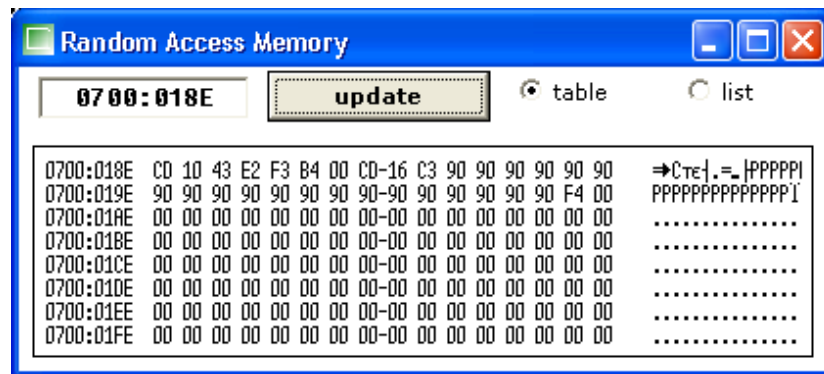 Random Access Memory
0700:018E update table list
0700:018E CD 10 43 E2 F3 B4 00 CD-16 C3 90 90 90 90 90 90
0700:019E 90 90 90 90 90 90 90 90-90 90 90 90 90 90 F4 00 PPPPPPPPPPPPPP⌠
0700:01AE 00 00 00 00 00 00 00 00-00 00 00 00 00 00 00 00 ...............
0700:01BE 00 00 00 00 00 00 00 00-00 00 00 00 00 00 00 00 ...............
0700:01CE 00 00 00 00 00 00 00 00-00 00 00 00 00 00 00 00 ...............
0700:01DE 00 00 00 00 00 00 00 00-00 00 00 00 00 00 00 00 ...............
0700:01EE 00 00 00 00 00 00 00 00-00 00 00 00 00 00 00 00 ...............
0700:01FE 00 00 00 00 00 00 00 00-00 00 00 00 00 00 00 00 ...............